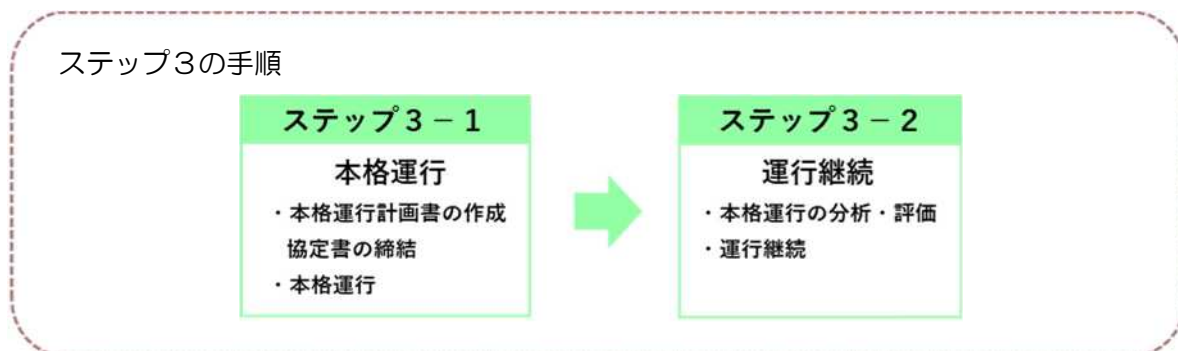 ステップ３の手順
ステップ３－１
本格運行
・本格運行計画書の作成
協定書の締結
・本格運行
ステップ３－２
運行継続
・本格運行の分析・評価
・運行継続